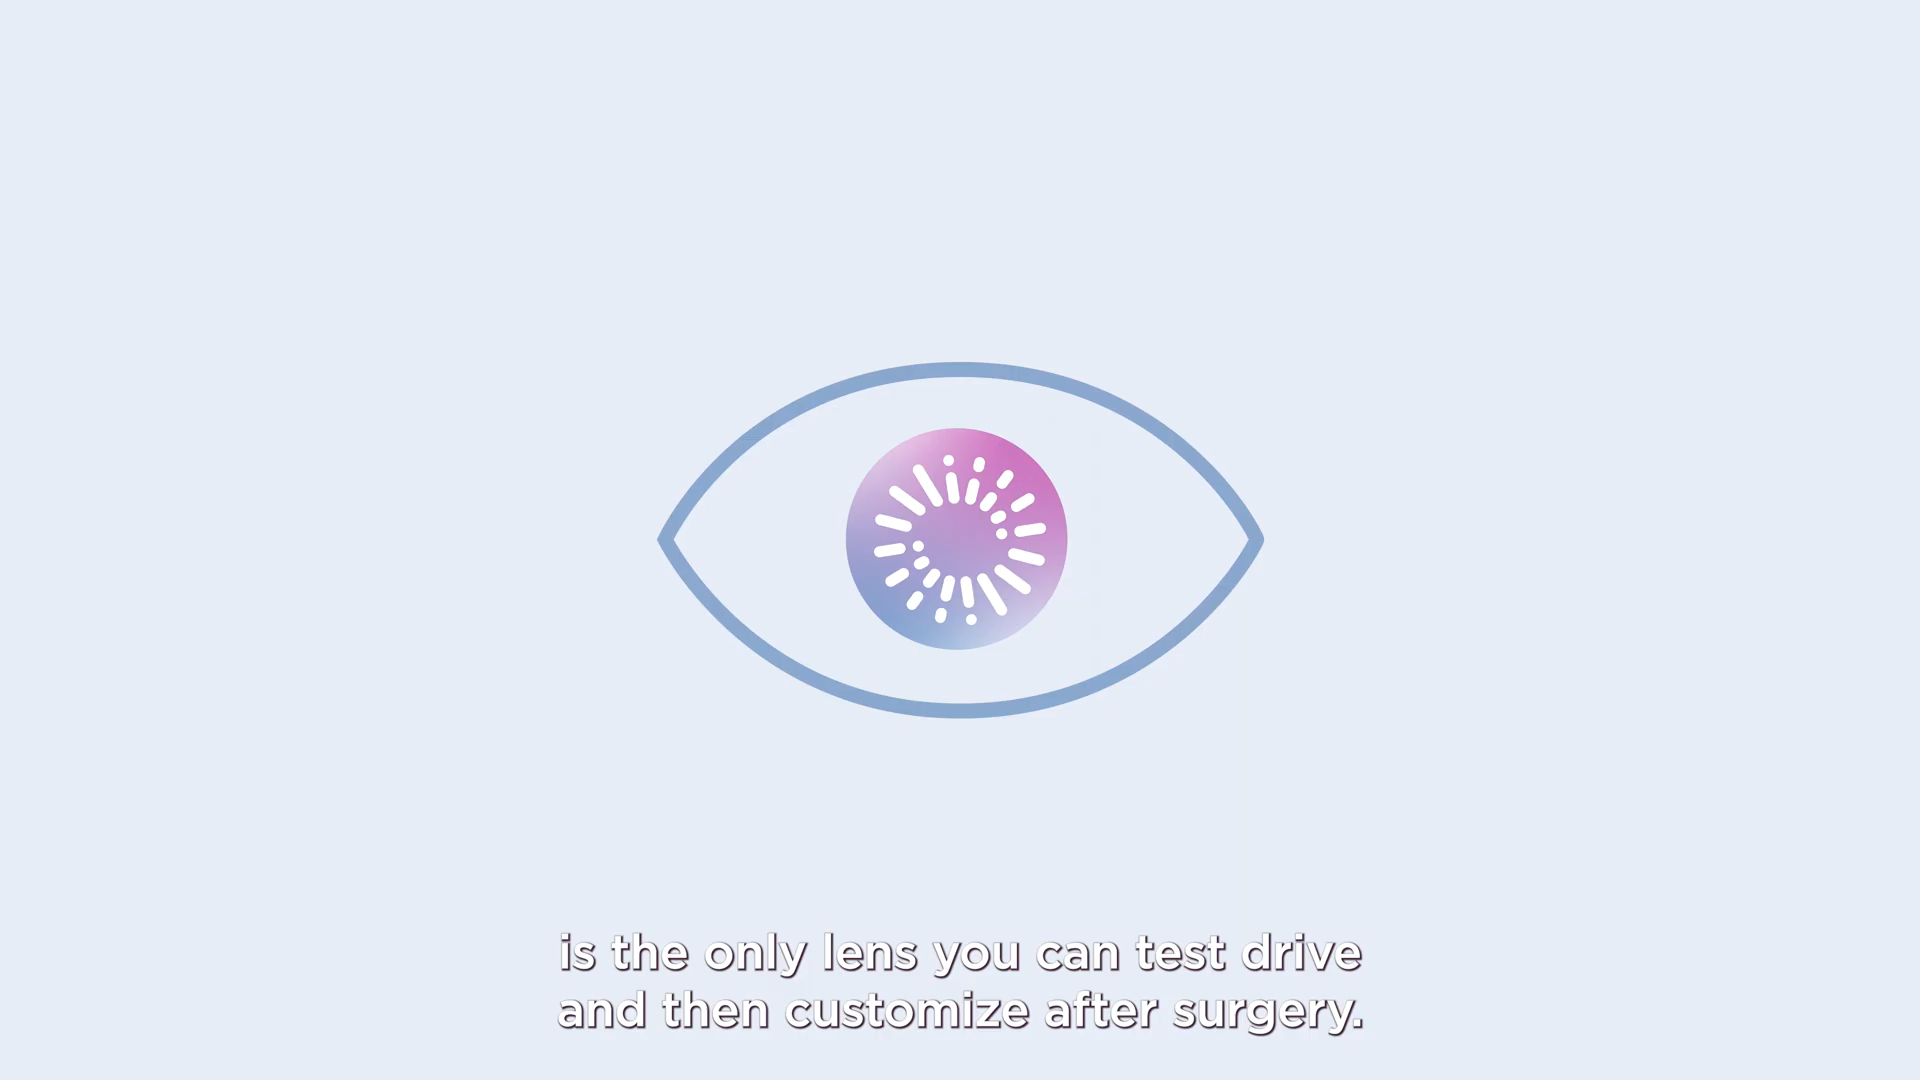 is the only lens you can test drive
and then customize after surgery.